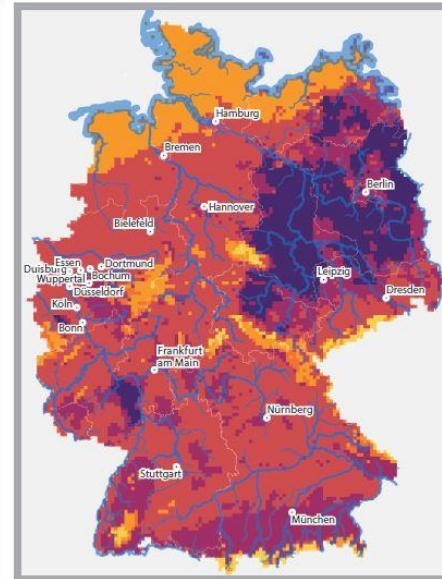 Hamburg
Bremen
Berlin
Hannover
Bielefeld
Essen
Dortmund
Duisburg
Bochum
Wuppertal
Düsseldorf
Leipzig
Dresden
Köln
Bonn
Frankfurt
am Main
Nürnberg
Stuttgart
München